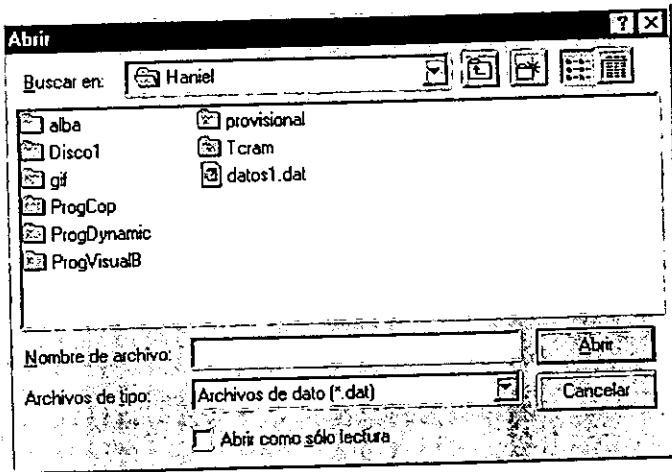 Abrir
Buscar en: Haniel
alba
Disco1
gif
ProgCop
ProgDynamic
ProgVisualB
provisional
Tcram
datos1.dat
Nombre de archivo: Abrir
Archivos de tipo: Archivos de dato (*.dat) Cancelar
Abrir como sólo lectura